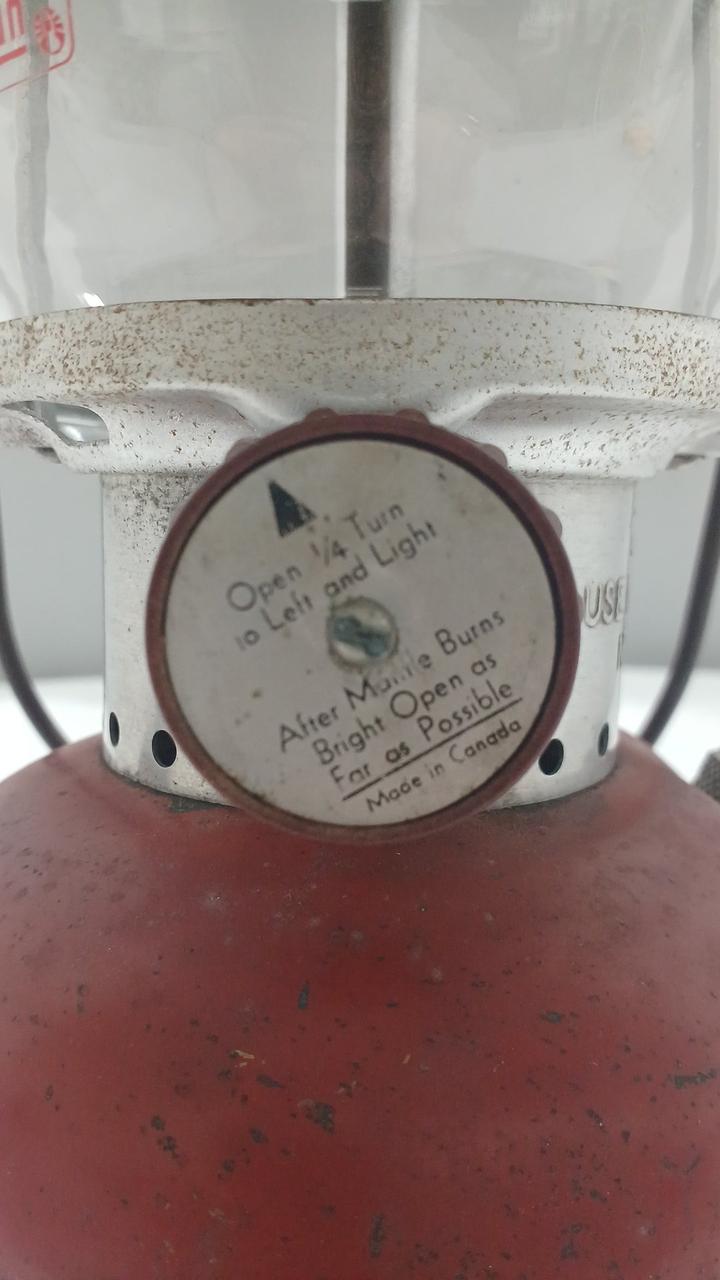 Open 1/4 Turn
to Left and Light
After Mantle Burns
Bright Open as
Far as Possible
Made in Canada